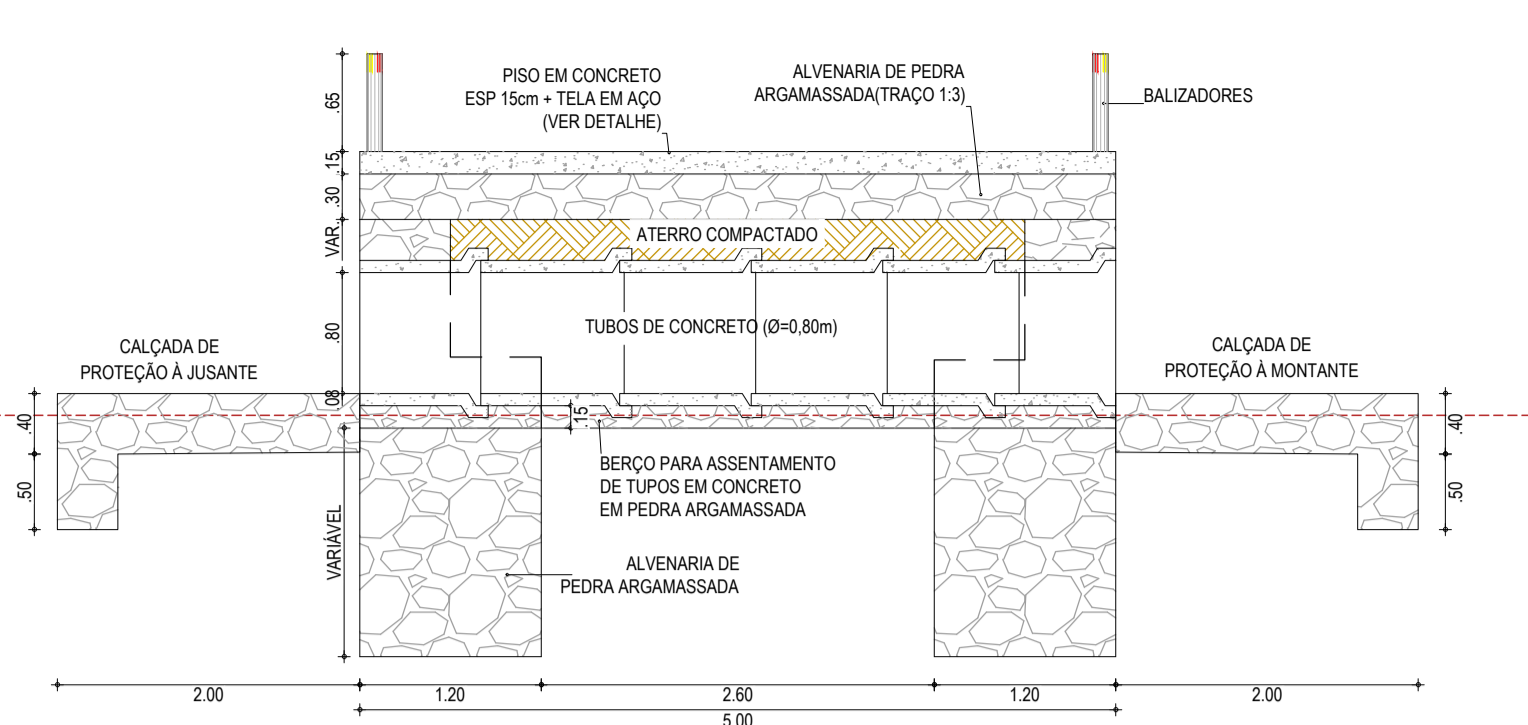 PISO EM CONCRETO
ESP 15cm + TELA EM AÇO
(VER DETALHE)
ALVENARIA DE PEDRA
ARGAMASSADA(TRAÇO 1:3)
BALIZADORES
.65
.15
.30
VAR.
ATERRO COMPACTADO
.80
TUBOS DE CONCRETO (Ø=0,80m)
CALÇADA DE
PROTEÇÃO À JUSANTE
CALÇADA DE
PROTEÇÃO À MONTANTE
.08
.15
.40
.40
.50
.50
BERÇO PARA ASSENTAMENTO
DE TUPOS EM CONCRETO
EM PEDRA ARGAMASSADA
VARIÁVEL
ALVENARIA DE
PEDRA ARGAMASSADA
2.00
1.20
2.60
1.20
2.00
5.00